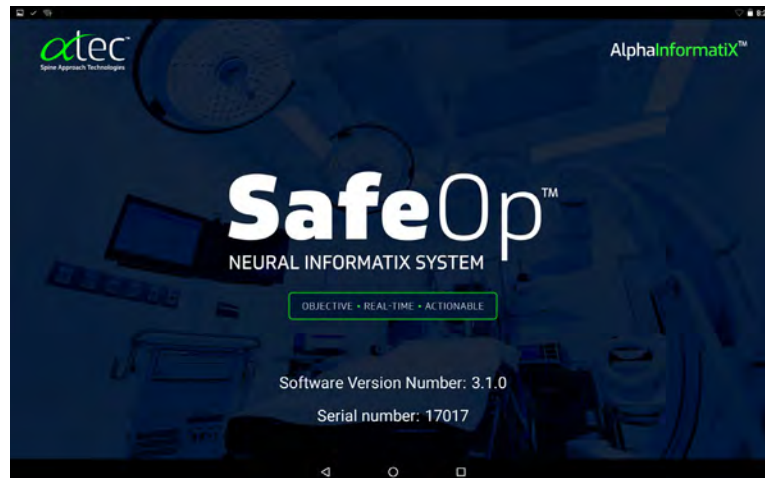 αtec™
Spine Approach Technologies
AlphaInformatiX™
SafeOp™
NEURAL INFORMATIX SYSTEM
OBJECTIVE • REAL-TIME • ACTIONABLE
Software Version Number: 3.1.0
Serial number: 17017